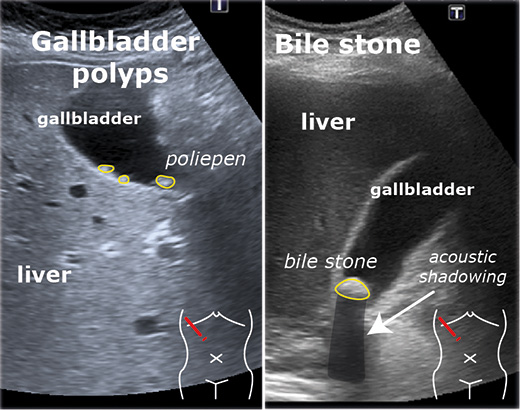 T
Gallbladder
polyps
gallbladder
poliepen
liver
T
Bile stone
liver
gallbladder
bile stone
acoustic
shadowing